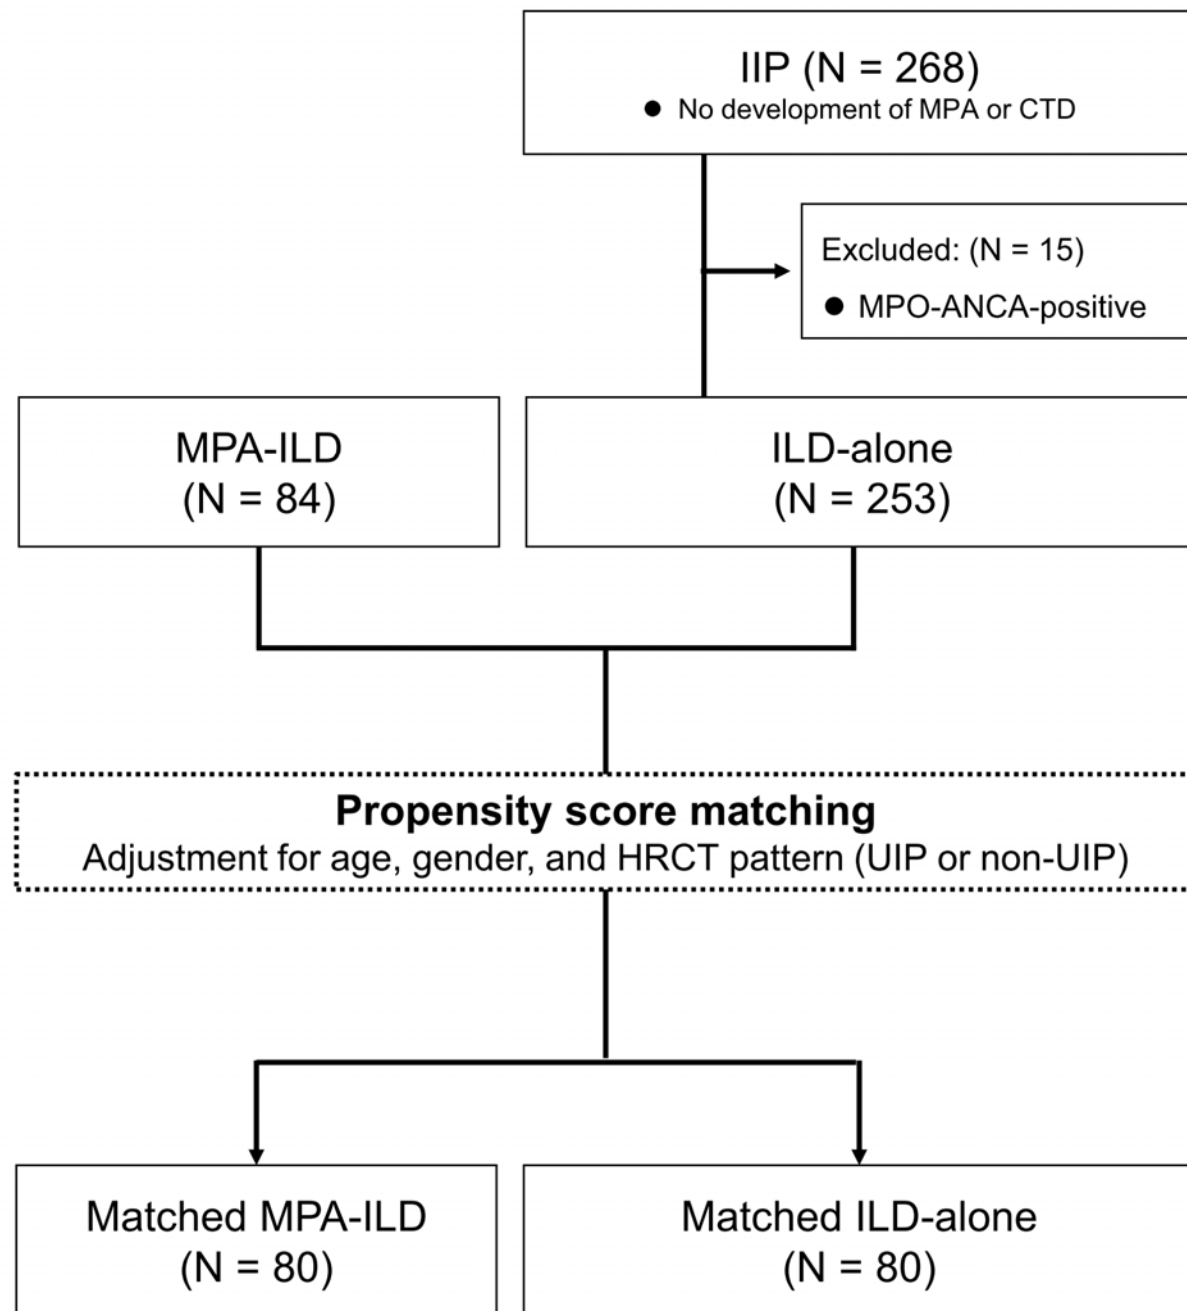 IIP (N = 268)
● No development of MPA or CTD
Excluded: (N = 15)
● MPO-ANCA-positive
MPA-ILD
(N = 84)
ILD-alone
(N = 253)
Propensity score matching
Adjustment for age, gender, and HRCT pattern (UIP or non-UIP)
Matched MPA-ILD
(N = 80)
Matched ILD-alone
(N = 80)